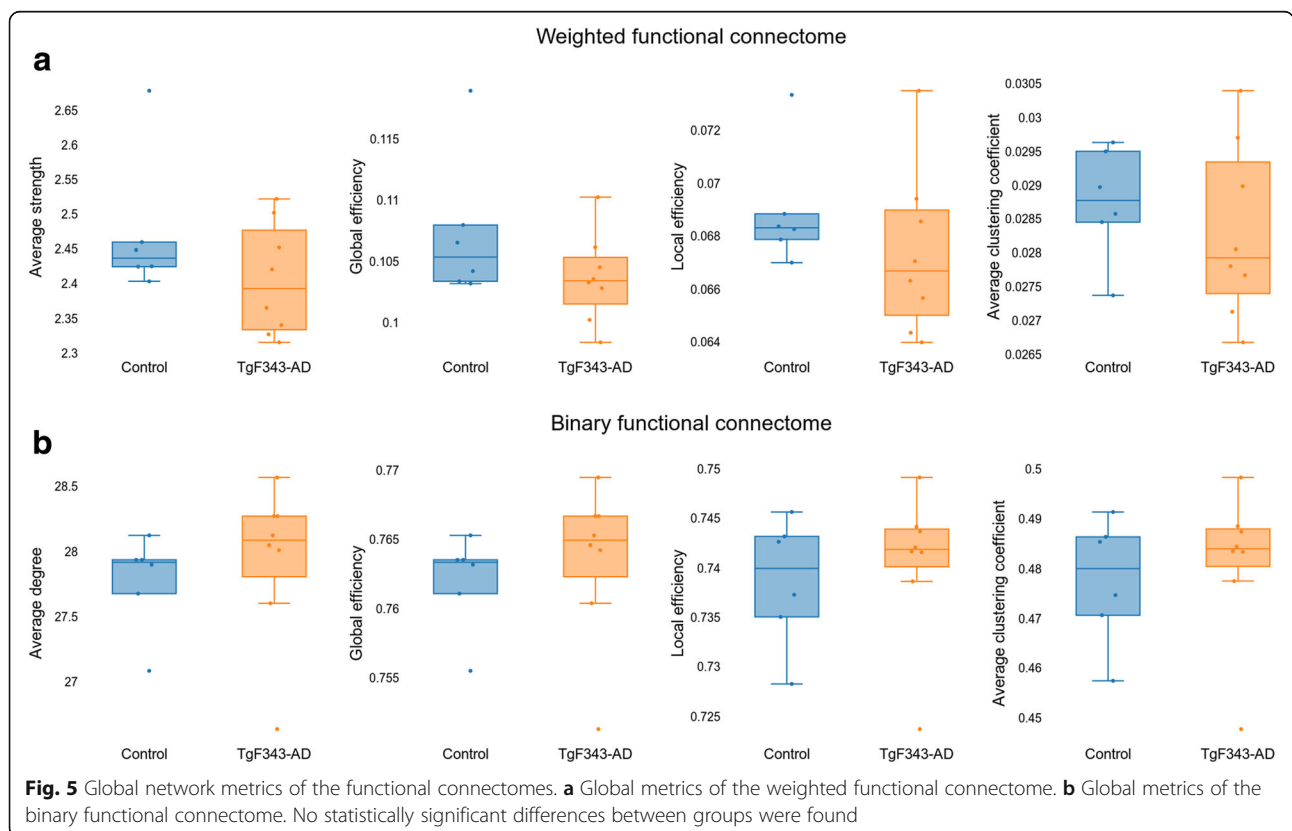 Weighted functional connectome
a
Average strength
2.65
2.6
2.55
2.5
2.45
2.4
2.35
2.3
Control
TgF343-AD
Global efficiency
0.115
0.11
0.105
0.1
Control
TgF343-AD
Local efficiency
0.072
0.07
0.068
0.066
0.064
Control
TgF343-AD
Average clustering coefficient
0.0305
0.03
0.0295
0.029
0.0285
0.028
0.0275
0.027
0.0265
Control
TgF343-AD
Binary functional connectome
b
Average degree
28.5
28
27.5
27
Control
TgF343-AD
Global efficiency
0.77
0.765
0.76
0.755
Control
TgF343-AD
Local efficiency
0.75
0.745
0.74
0.735
0.73
0.725
Control
TgF343-AD
Average clustering coefficient
0.5
0.49
0.48
0.47
0.46
0.45
Control
TgF343-AD
Fig. 5 Global network metrics of the functional connectomes. a Global metrics of the weighted functional connectome. b Global metrics of the
binary functional connectome. No statistically significant differences between groups were found